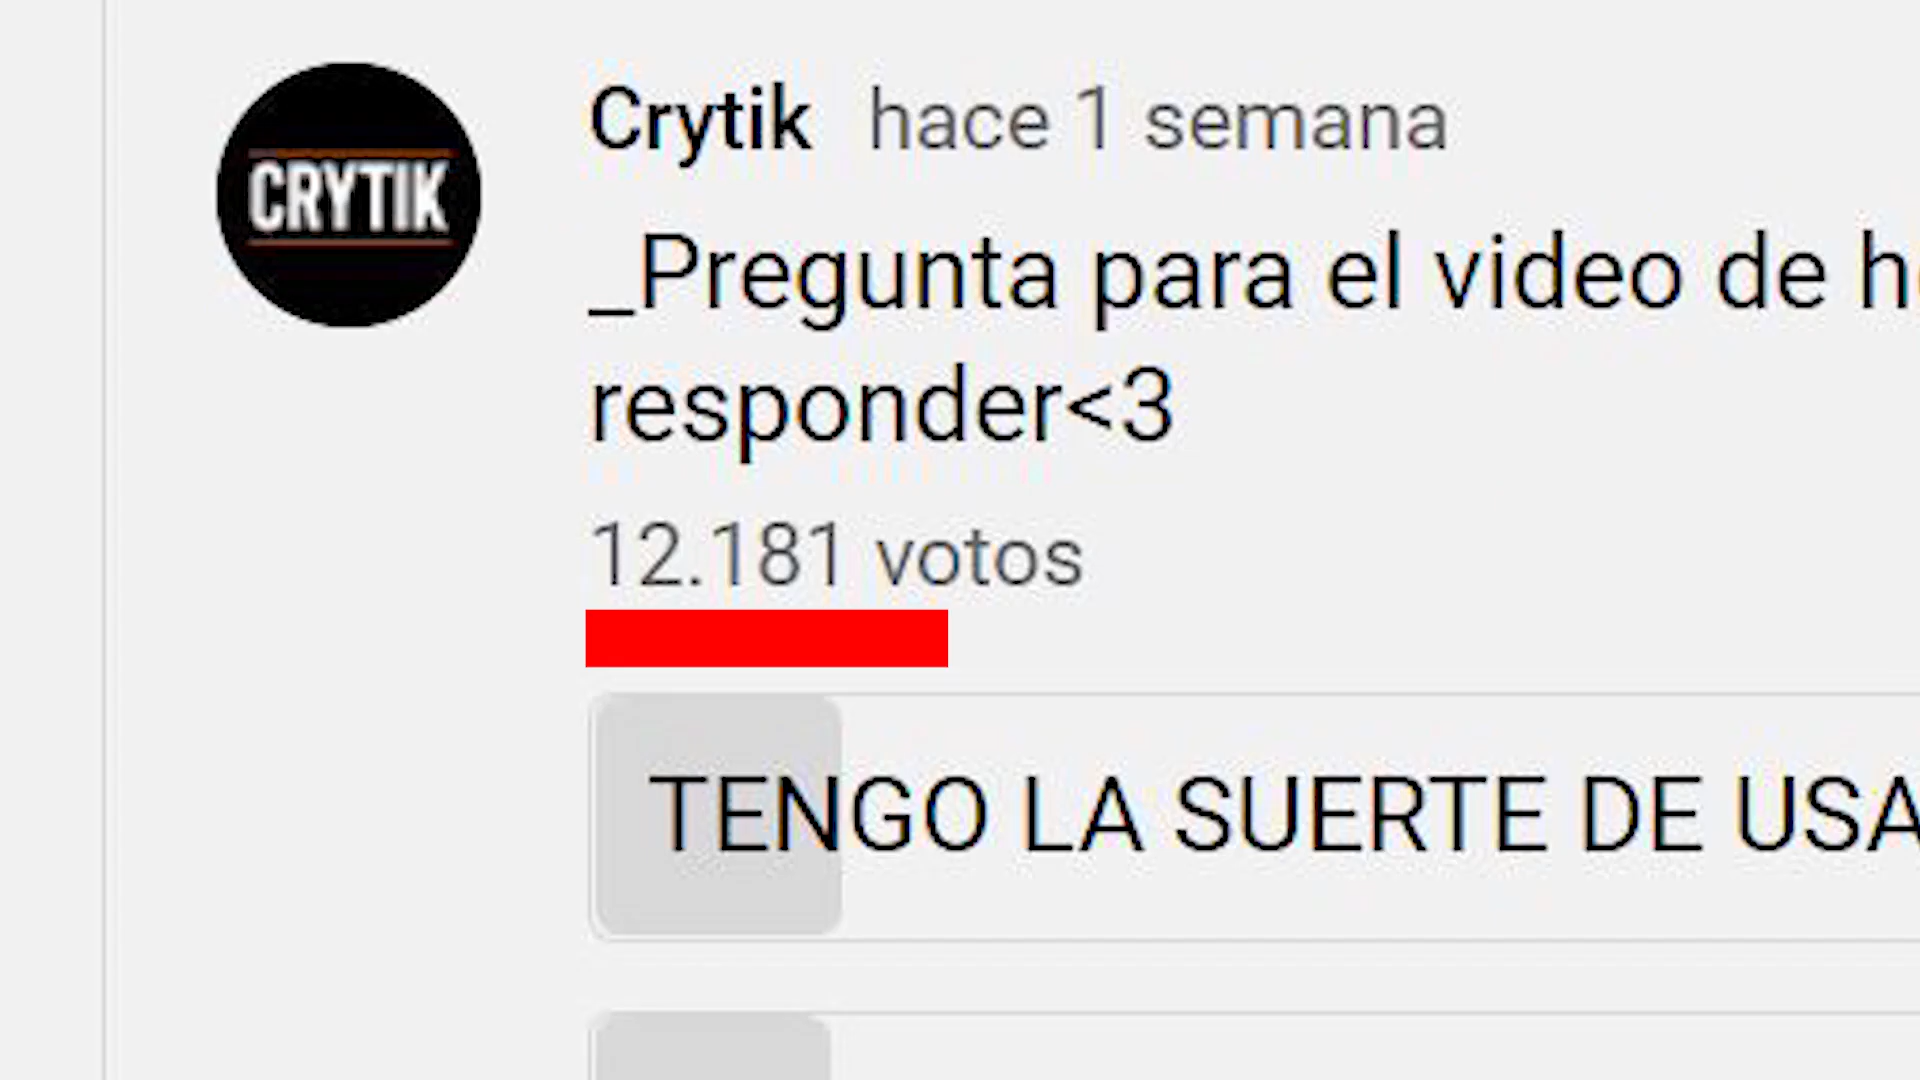 CRYTIK
Crytik hace 1 semana
_Pregunta para el video de
responder<3
12.181 votos
TENGO LA SUERTE DE